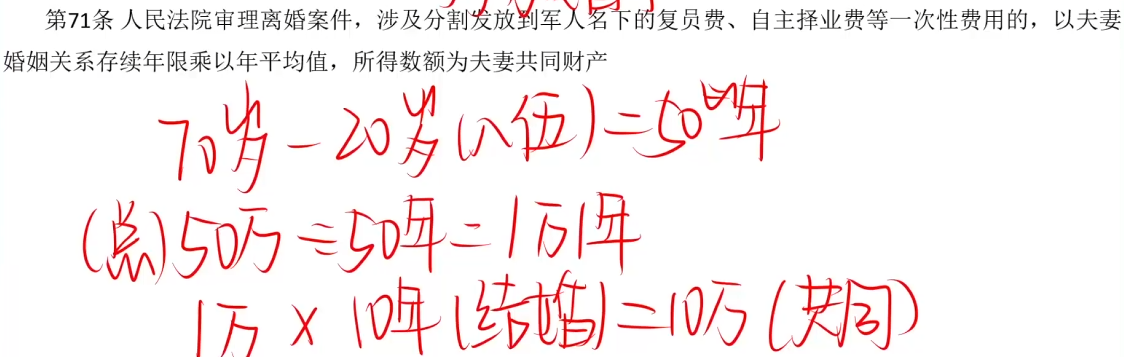 第71条 人民法院审理离婚案件，涉及分割发放到军人名下的复员费、自主择业费等一次性费用的，以夫妻
婚姻关系存续年限乘以年平均值，所得数额为夫妻共同财产
70岁－20岁(入伍)=50年
(总)50万÷50年=1万1年
1万×10年(结婚)=10万(共同)